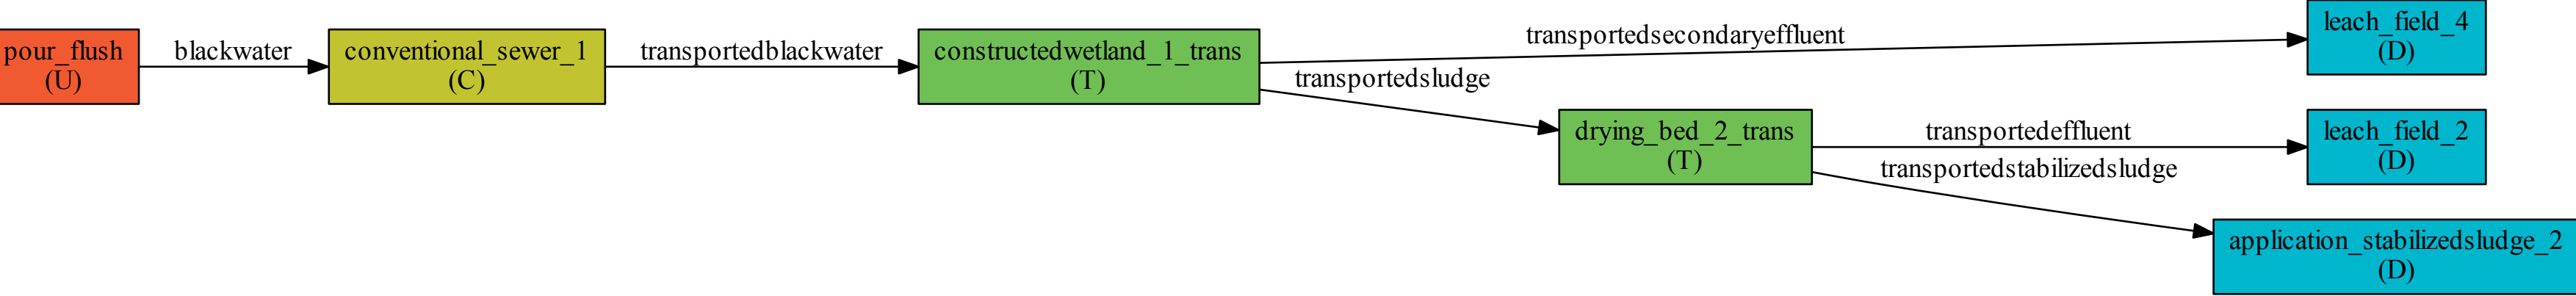 pour_flush
(U)
blackwater
conventional_sewer_1
(C)
transportedblackwater
constructedwetland_1_trans
(T)
transportedsecondaryeffluent
leach_field_4
(D)
transportedsludge
drying_bed_2_trans
(T)
transportedeffluent
leach_field_2
(D)
transportedstabilizedsludge
application_stabilizedsludge_2
(D)